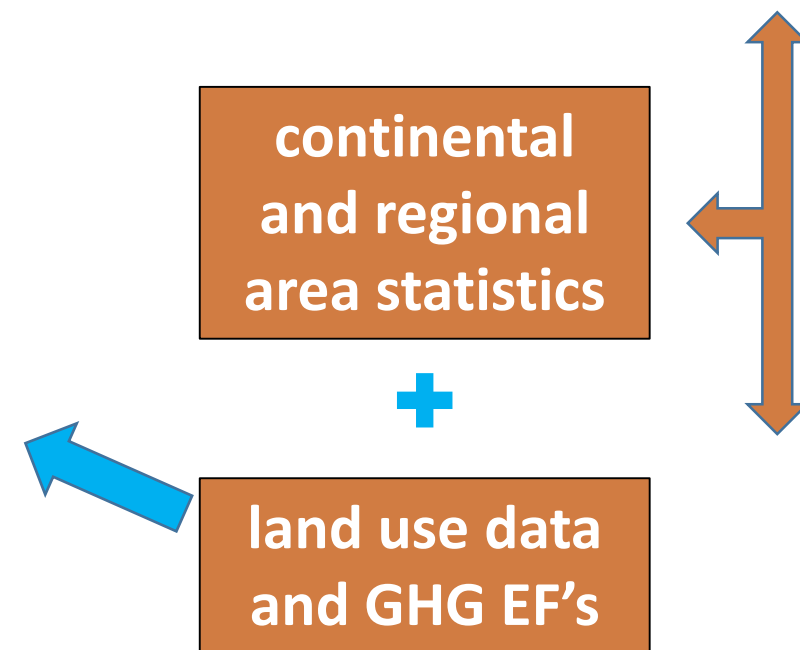 continental
and regional
area statistics
land use data
and GHG EF’s